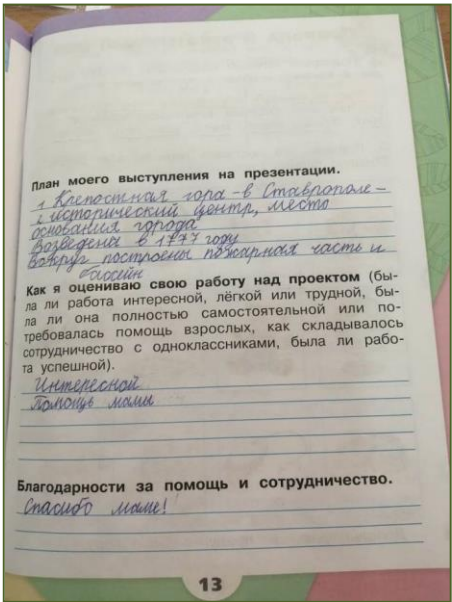 План моего выступления на презентации.
1 Крепостная гора - в Ставрополе -
2 исторический центр, место
основания города
Возведена в 1777 году
Вокруг построены пожарная часть и
басейн
Как я оцениваю свою работу над проектом (бы-
ла ли работа интересной, лёгкой или трудной, бы-
ла ли она полностью самостоятельной или по-
требовалась помощь взрослых, как складывалось
сотрудничество с одноклассниками, была ли рабо-
та успешной).
Интересной
Помощь мамы
Благодарности за помощь и сотрудничество.
Спасибо маме!
13